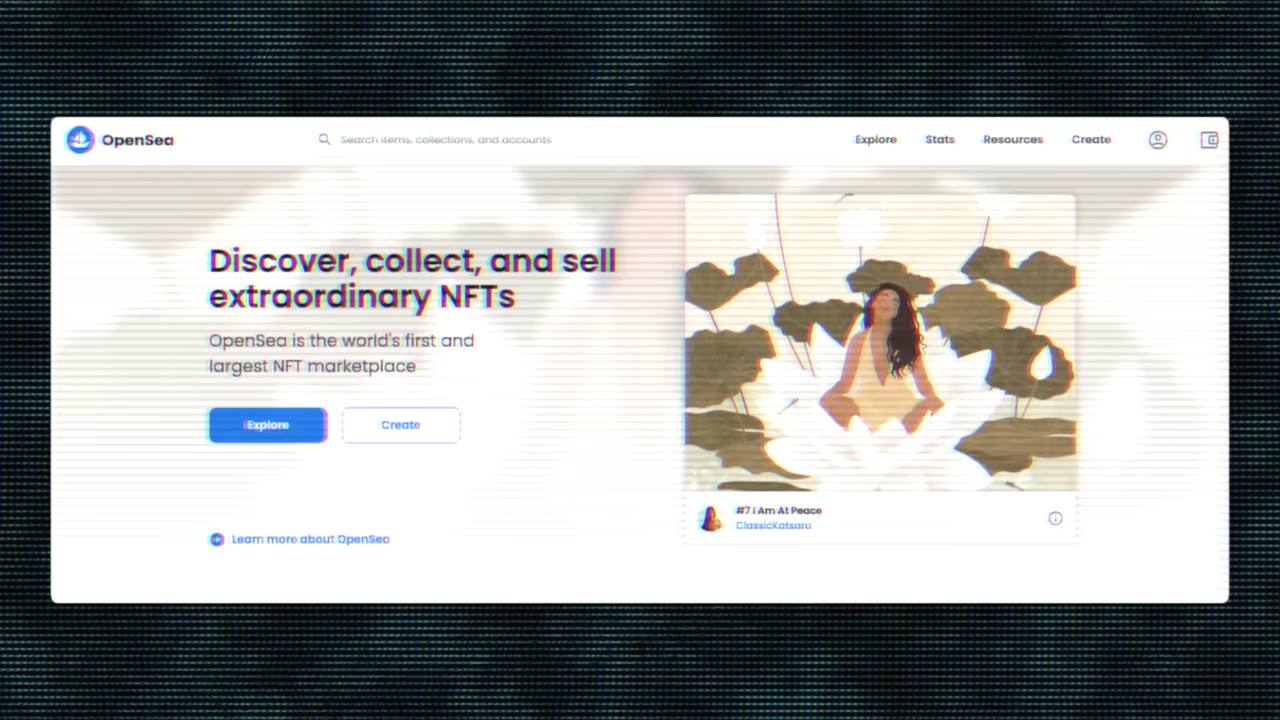 OpenSea
Search items, collections, and accounts
Explore
Stats
Resources
Create
Discover, collect, and sell
extraordinary NFTs
OpenSea is the world's first and
largest NFT marketplace
Explore
Create
#7 I Am At Peace
ClassicKatsara
Learn more about OpenSea